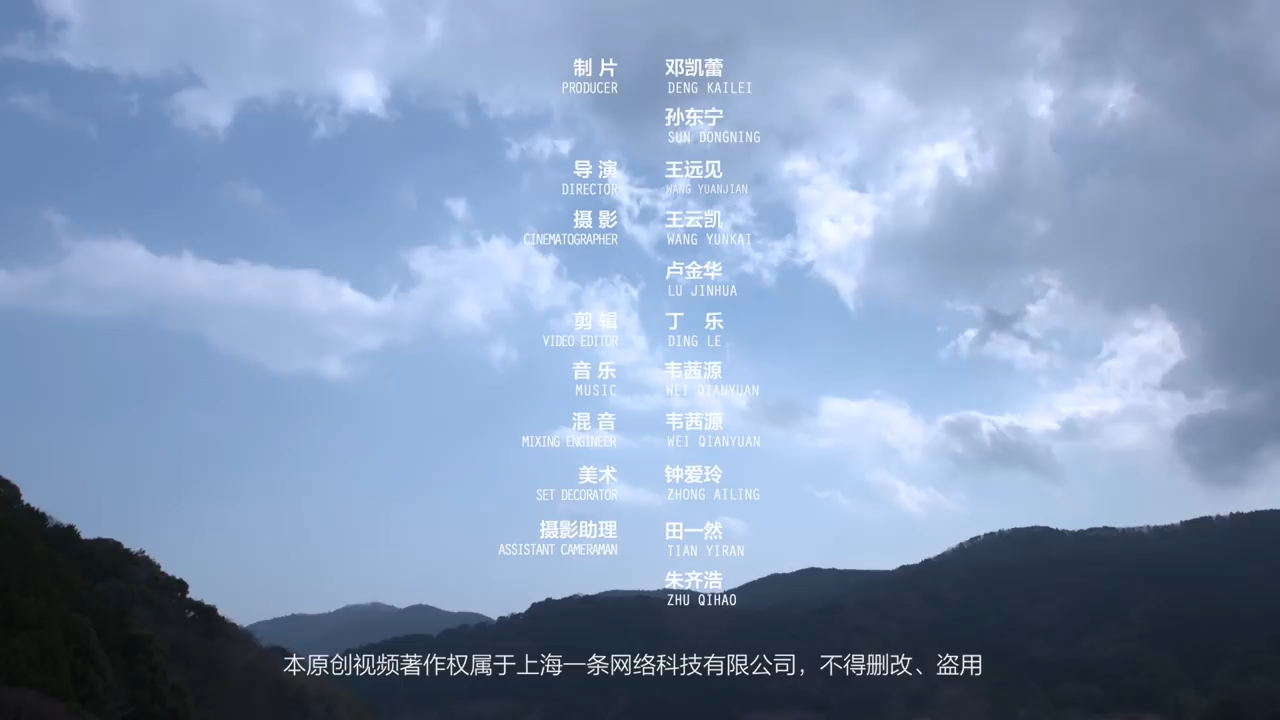 制 片 邓凯蕾
PRODUCER DENG KAILEI
孙东宁
SUN DONGNING
导 演 王远见
DIRECTOR WANG YUANJIAN
摄 影 王云凯
CINEMATOGRAPHER WANG YUNKAI
卢金华
LU JINHUA
剪 辑 丁 乐
VIDEO EDITOR DING LE
音 乐 韦茜源
MUSIC WEI QIANYUAN
混 音 韦茜源
MIXING ENGINEER WEI QIANYUAN
美术 钟爱玲
SET DECORATOR ZHONG AILING
摄影助理 田一然
ASSISTANT CAMERAMAN TIAN YIRAN
朱齐浩
ZHU QIHAO
本原创视频著作权属于上海一条网络科技有限公司，不得删改、盗用